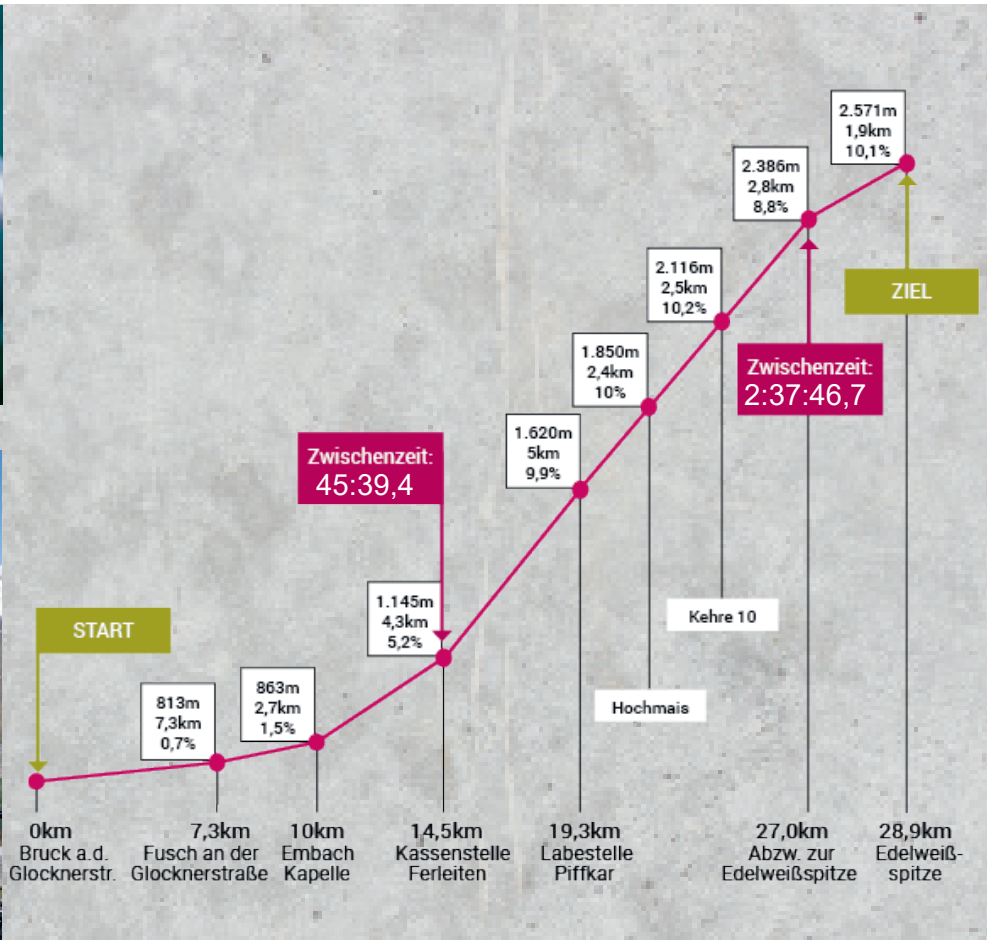 2.571m
1,9km
10,1%
2.386m
2,8km
8,8%
ZIEL
2.116m
2,5km
10,2%
1.850m
2,4km
10%
Zwischenzeit:
2:37:46,7
1.620m
5km
9,9%
Zwischenzeit:
45:39,4
1.145m
4,3km
5,2%
START
Kehre 10
813m
7,3km
0,7%
863m
2,7km
1,5%
Hochmais
0km
Bruck a.d.
Glocknerstr.
7,3km
Fusch an der
Glocknerstraße
10km
Embach
Kapelle
14,5km
Kassenstelle
Ferleiten
19,3km
Labestelle
Piffkar
27,0km
Abzw. zur
Edelweißspitze
28,9km
Edelweiß-
spitze